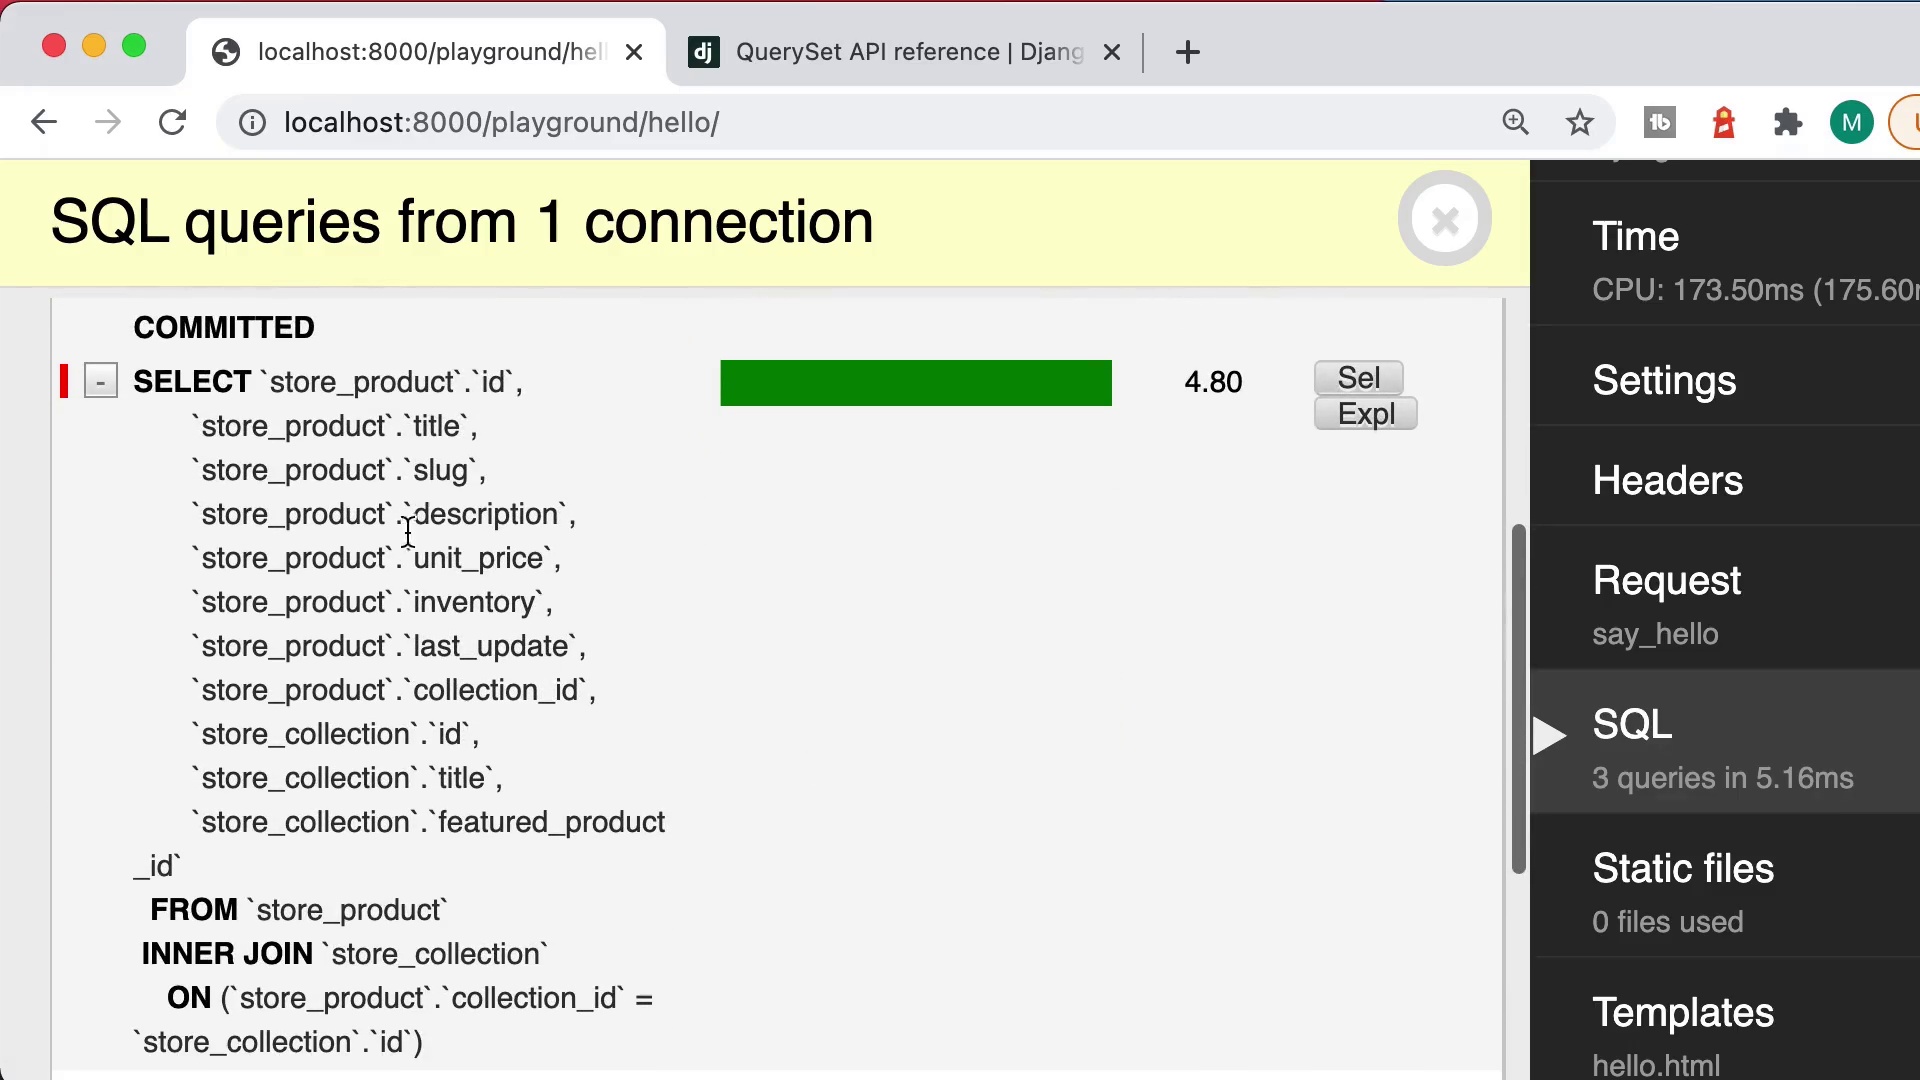 localhost:8000/playground/hel
QuerySet API reference | Djang
localhost:8000/playground/hello/
SQL queries from 1 connection
COMMITTED
- SELECT `store_product`.`id`, 4.80 Sel
Expl
`store_product`.`title`,
`store_product`.`slug`,
`store_product`.`description`,
`store_product`.`unit_price`,
`store_product`.`inventory`,
`store_product`.`last_update`,
`store_product`.`collection_id`,
`store_collection`.`id`,
`store_collection`.`title`,
`store_collection`.`featured_product
_id`
FROM `store_product`
INNER JOIN `store_collection`
ON (`store_product`.`collection_id` =
`store_collection`.`id`)
Time
CPU: 173.50ms (175.60
Settings
Headers
Request
say_hello
SQL
3 queries in 5.16ms
Static files
0 files used
Templates
hello.html
dj
tb
M